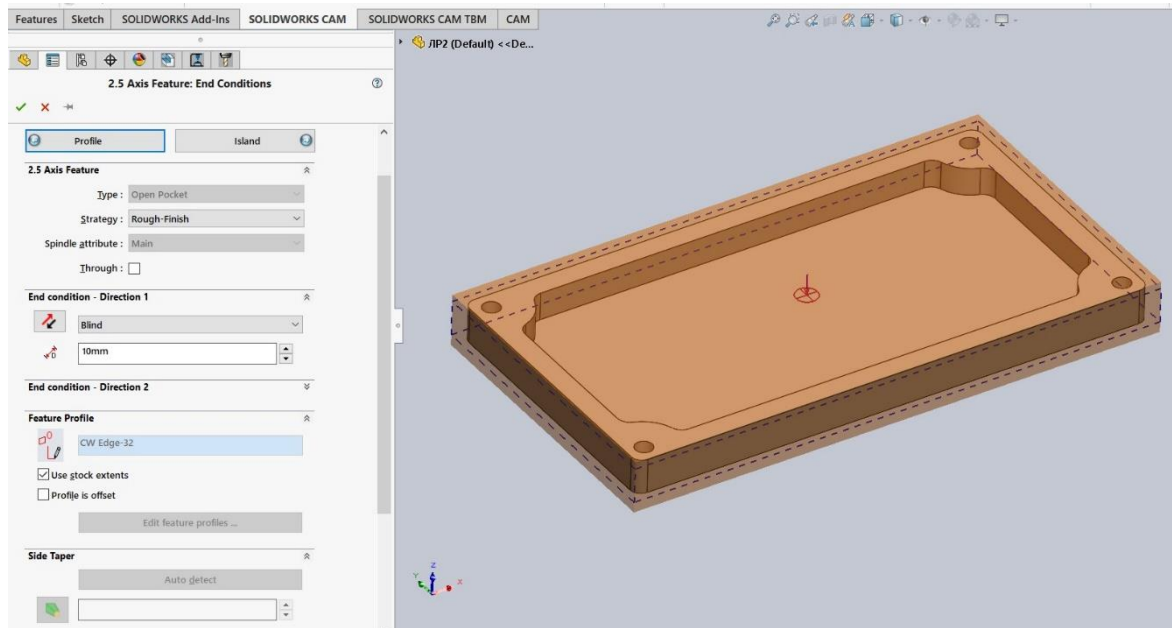 Features Sketch SOLIDWORKS Add-Ins SOLIDWORKS CAM SOLIDWORKS CAM TBM CAM
ЛР2 (Default) <<De...
2.5 Axis Feature: End Conditions
Profile Island
2.5 Axis Feature
Type : Open Pocket
Strategy : Rough-Finish
Spindle attribute : Main
Through :
End condition - Direction 1
Blind
D 10mm
End condition - Direction 2
Feature Profile
CW Edge-32
Use stock extents
Profile is offset
Edit feature profiles ...
Side Taper
Auto detect
Z
Y X